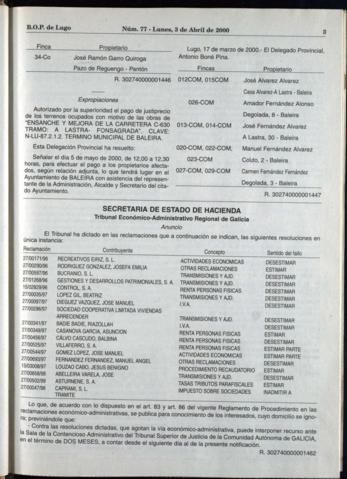 B.O.P. de Lugo
Núm. 77 - Lunes, 3 de Abril de 2000
3
Finca Propietario
34-Co José Ramón Garro Quiroga
Pazo de Reguengo - Pantón
R. 302740000001446
Expropiaciones
Autorizado por la superioridad el pago de justiprecio
de los terrenos ocupados con motivo de las obras de
"ENSANCHE Y MEJORA DE LA CARRETERA C-630
TRAMO: A LASTRA- FONSAGRADA". CLAVE:
N-LU-87.2.1.2. TERMINO MUNICIPAL DE BALEIRA.
Esta Delegación Provincial ha resuelto:
Señalar el día 5 de mayo de 2000, de 12,00 a 12,30
horas, para efectuar el pago a los propietarios afecta-
dos, según relación adjunta, lo que tendrá lugar en el
Ayuntamiento de BALEIRA con asistencia del represen-
tante de la Administración, Alcalde y Secretario del cita-
do Ayuntamiento.
Lugo, 17 de marzo de 2000.- El Delegado Provincial,
Antonio Boné Pina.
Fincas Propietario
012COM, 015COM José Alvarez Alvarez
Casa Alvarez-A Lastra - Baleira
026-COM Amador Fernández Alonso
Degolada, 8 - Baleira
013-COM, 014-COM José Fernández Alvarez
A Lastra, 30 - Baleira
020-COM, 022-COM, Manuel Fernández Alvarez
023-COM Coído, 2 - Baleira
027-COM, 029-COM Carmen Fernández Fernández
Degolada, 3 - Baleira
R. 302740000001447
SECRETARIA DE ESTADO DE HACIENDA
Tribunal Económico-Administrativo Regional de Galicia
Anuncio
El Tribunal ha dictado en las reclamaciones que a continuación se indican, las siguientes resoluciones en
única instancia:
Reclamación Contribuyente Concepto Sentido del fallo
27/00171/96 RECREATIVOS EIRIZ, S. L. ACTIVIDADES ECONOMICAS DESESTIMAR
RODRIGUEZ GONZALEZ, JOSEFA EMILIA OTRAS RECLAMACIONES ESTIMAR
BUCRANIO, S. L. TRANSMISIONES Y AJD. DESESTIMAR
GESTIONES Y DESARROLLOS PATRIMONIALES, S. A. TRANSMISIONES Y AJD. DESESTIMAR
CONTROL, S. A. RENTA PERSONAS FISICAS DESESTIMAR
LOPEZ GIL, BEATRIZ TRANSMISIONES Y AJD. DESESTIMAR
DIEGUEZ VAZQUEZ, JOSE MANUEL I.V.A. DESESTIMAR
SOCIEDAD COOPERATIVA LIMITADA VIVIENDAS
ARRECENDER TRANSMISIONES Y AJD. DESESTIMAR
BADIE BADIE, I.V.A. DESESTIMAR
CASANOVA GARCIA, ASUNCION RENTA PERSONAS FISICAS ESTIMAR
CALVO CASCUDO, BALBINA RENTA PERSONAS FISICAS ESTIMAR
VILLAFERRO, S. A. RENTA PERSONAS FISICAS ESTIMAR PARTE
GOMEZ LOPEZ, JOSE MANUEL ACTIVIDADES ECONOMICAS ESTIMAR PARTE
FERNANDEZ FERNANDEZ, MANUEL ANGEL OTRAS RECLAMACIONES DESESTIMAR
LOUZAO CABO, JESUS BENIGNO PROCEDIMIENTO RECAUDATORIO ESTIMAR
ABELLEIRA VARELA, JOSE TRANSMISIONES Y AJD. DESESTIMAR
ASTURNENE, S. A. TASAS TRIBUTOS PARAFISCALES ESTIMAR
CAPRIAM, S. L. IMPUESTO SOBRE SOCIEDADES INADMITIR A
TRAMITE
Lo que, de acuerdo con lo dispuesto en el art. 83 y art. 86 del vigente Reglamento de Procedimiento en las
reclamaciones económico-administrativas, se publica para conocimiento de los interesados, cuyo domicilio se igno-
ra; previniéndole que:
- Contra las resoluciones dictadas, que agotan la vía económico-administrativa, puede interponer recurso ante
la Sala de lo Contencioso Administrativo del Tribunal Superior de Justicia de la Comunidad Autónoma de GALICIA,
en el término de DOS MESES, a contar desde el siguiente día al de la presente notificación.
R. 302740000001462